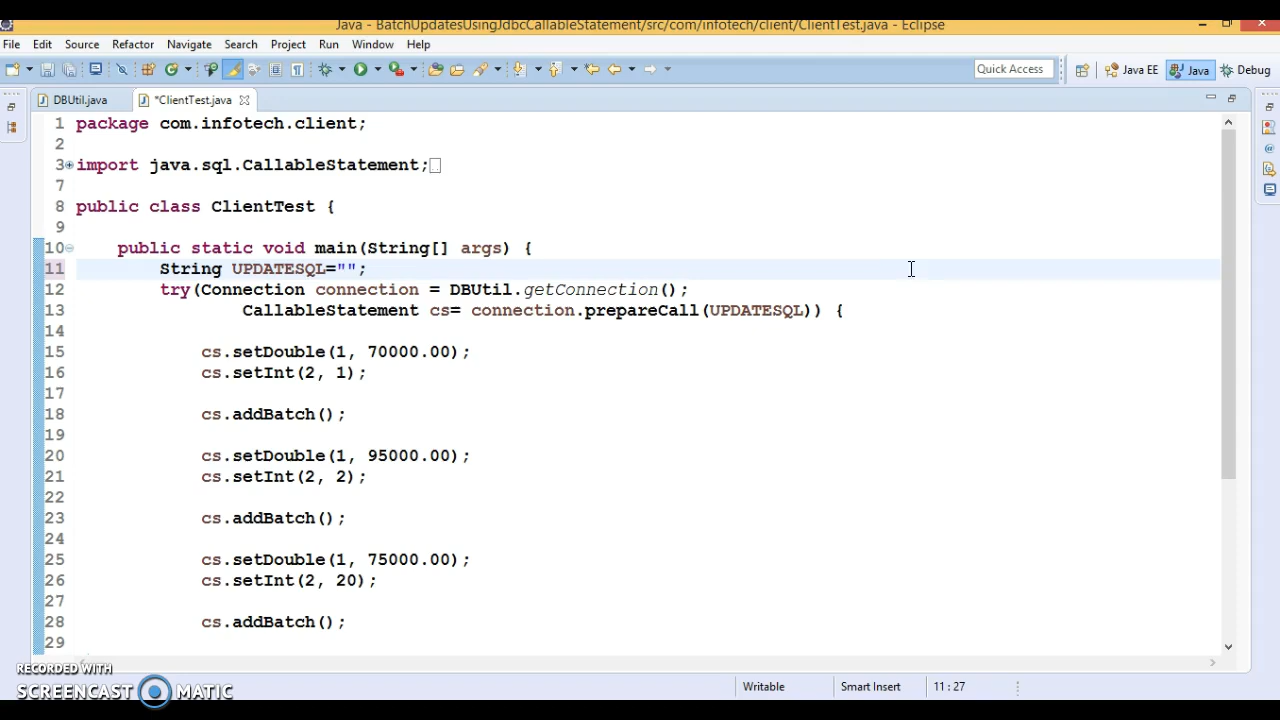 Java - BatchUpdatesUsingJdbcCallableStatement/src/com/infotech/client/ClientTest.java - Eclipse
File Edit Source Refactor Navigate Search Project Run Window Help
Quick Access Java EE Java Debug
DBUtil.java *ClientTest.java
1 package com.infotech.client;
2
3 import java.sql.CallableStatement;
7
8 public class ClientTest {
9
10 public static void main(String[] args) {
11 String UPDATESQL="";
12 try(Connection connection = DBUtil.getConnection();
13 CallableStatement cs= connection.prepareCall(UPDATESQL)) {
14
15 cs.setDouble(1, 70000.00);
16 cs.setInt(2, 1);
17
18 cs.addBatch();
19
20 cs.setDouble(1, 95000.00);
21 cs.setInt(2, 2);
22
23 cs.addBatch();
24
25 cs.setDouble(1, 75000.00);
26 cs.setInt(2, 20);
27
28 cs.addBatch();
29
RECORDED WITH
SCREENCAST MATIC
Writable Smart Insert 11 : 27